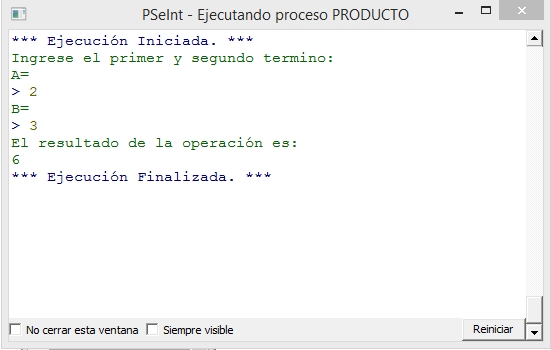 PSeInt - Ejecutando proceso PRODUCTO
*** Ejecución Iniciada. ***
Ingrese el primer y segundo termino:
A=
> 2
B=
> 3
El resultado de la operación es:
6
*** Ejecución Finalizada. ***
No cerrar esta ventana Siempre visible Reiniciar